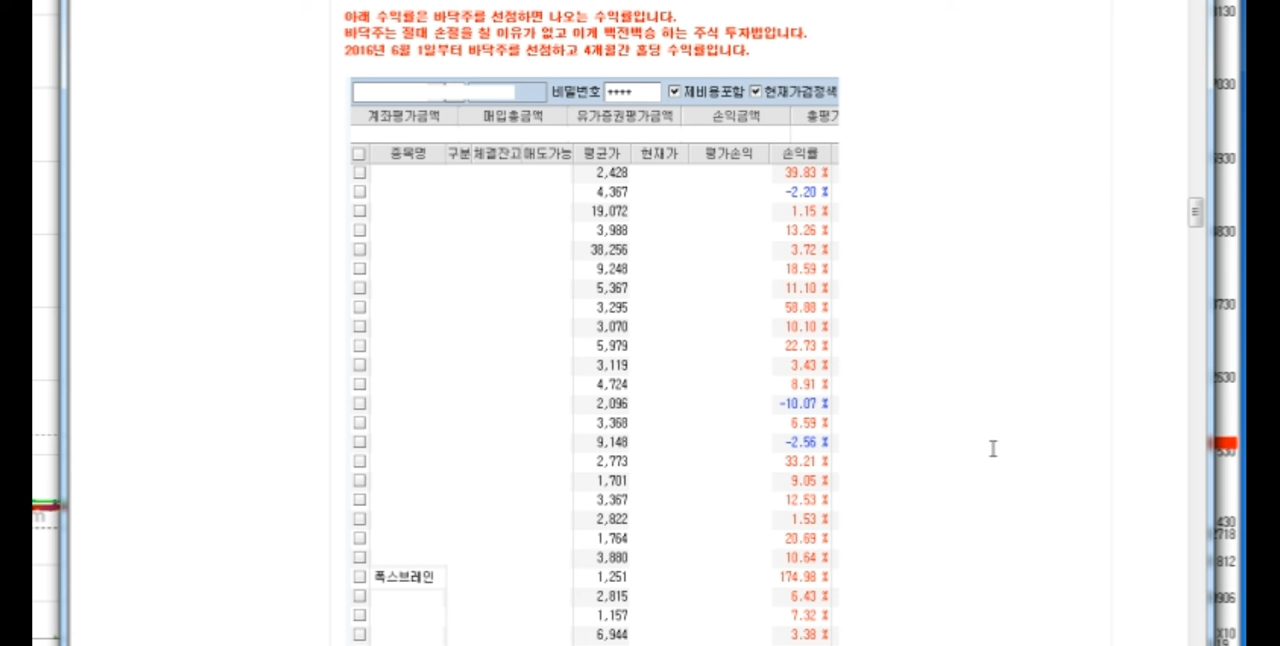 아래 수익률은 바닥주를 선점하면 나오는 수익률입니다.
바닥주는 절대 손절을 칠 이유가 없고 이게 백전백승 하는 주식 투자법입니다.
2016년 6월 1일부터 바닥주를 선점하고 4개월간 홀딩 수익률입니다.
비밀번호 **** 제비용포함 현재가검정색
계좌평가금액 매입총금액 유가증권평가금액 손익금액 총평가
종목명 구분 체결잔고 매도가능 평균가 현재가 평가손익 손익률
2,428 39.83 %
4,367 -2.20 %
19,072 1.15 %
3,988 13.26 %
38,256 3.72 %
9,248 18.59 %
5,367 11.10 %
3,295 58.88 %
3,070 10.10 %
5,979 22.73 %
3,119 3.43 %
4,724 8.91 %
2,096 -10.07 %
3,368 6.59 %
9,148 -2.56 %
2,773 33.21 %
1,701 9.05 %
3,367 12.53 %
2,822 1.53 %
1,764 20.69 %
3,880 10.64 %
폭스브레인 1,251 174.98 %
2,815 6.43 %
1,157 7.32 %
6,944 3.38 %